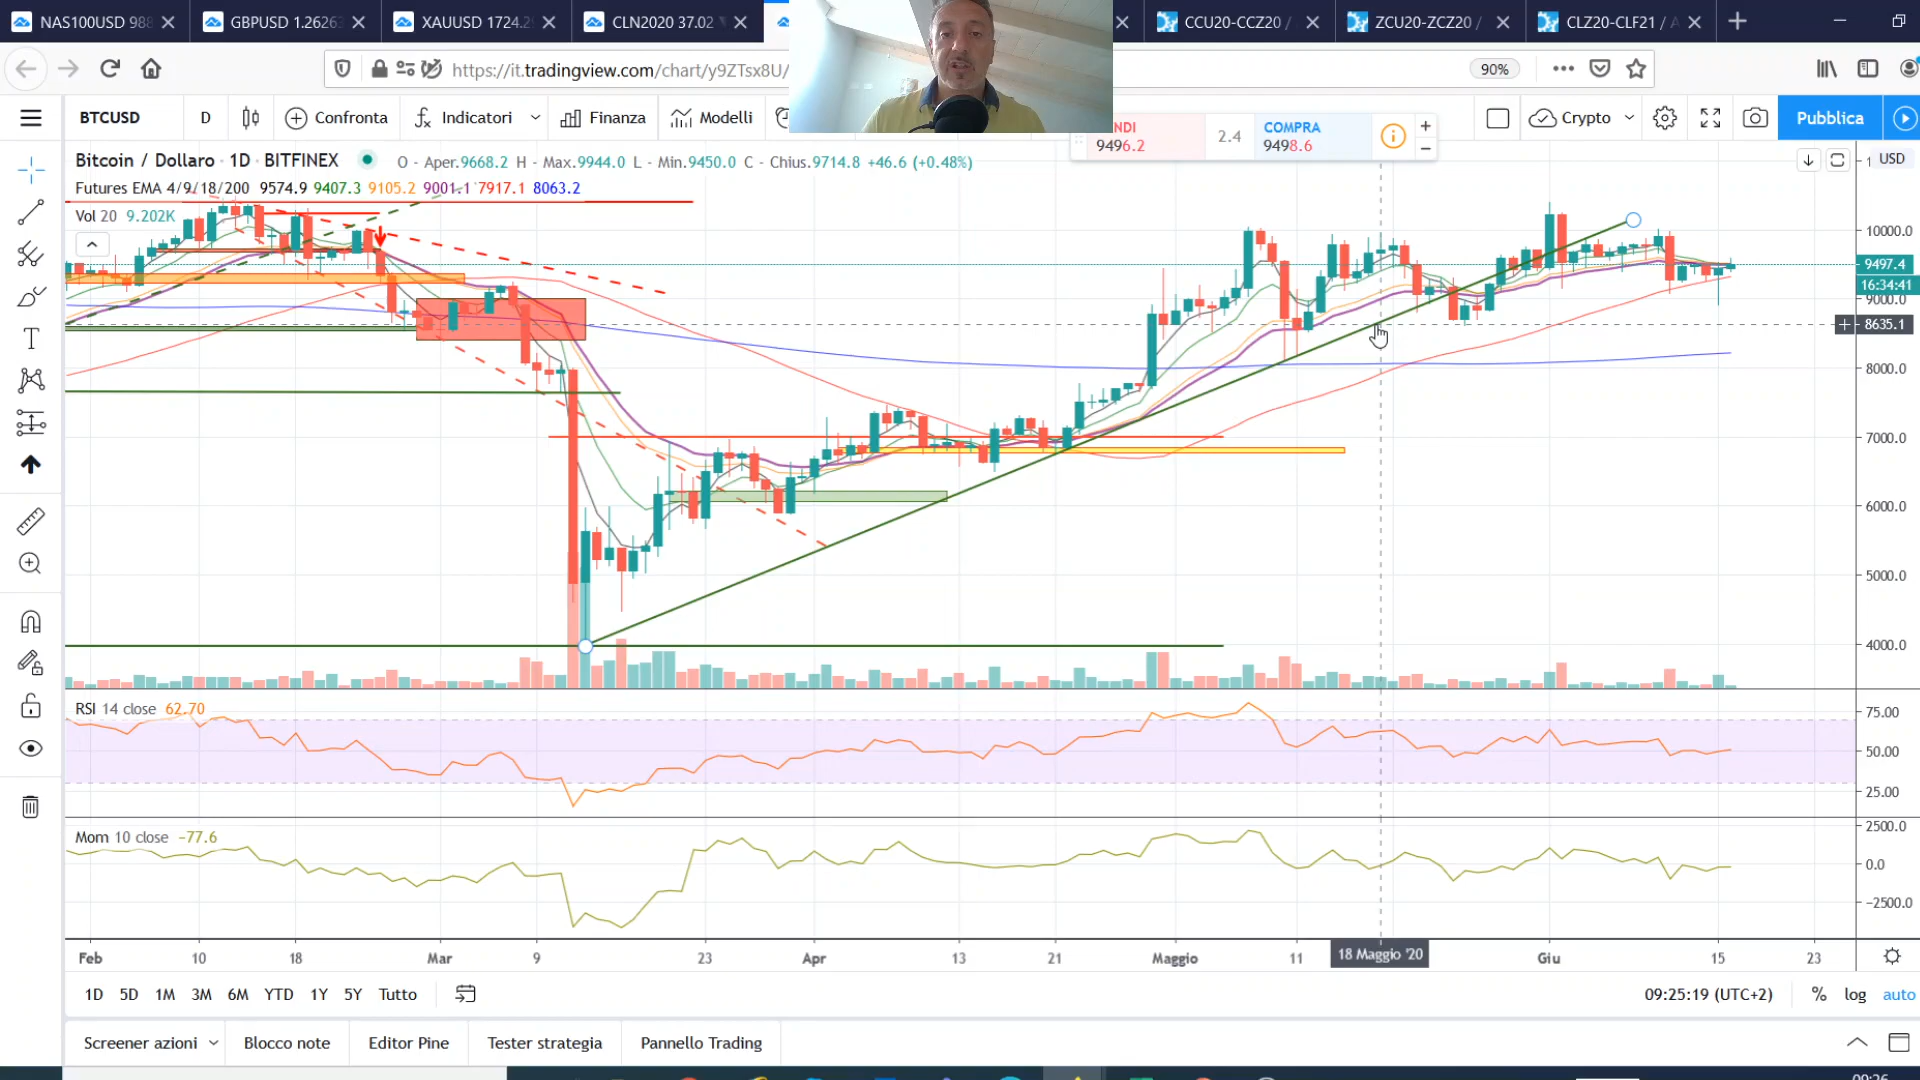 NAS100USD 988
GBPUSD 1.2626
XAUUSD 1724.2
CLN2020 37.02
CCU20-CCZ20 /
ZCU20-ZCZ20 /
CLZ20-CLF21 / A
https://it.tradingview.com/chart/y9ZTsx8U/
90%
BTCUSD
D
Confronta
Indicatori
Finanza
Modelli
NDI
9496.2
2.4
COMPRA
9498.6
Crypto
Pubblica
Bitcoin / Dollaro · 1D · BITFINEX
O - Aper.9668.2 H - Max.9944.0 L - Min.9450.0 C - Chius.9714.8 +46.6 (+0.48%)
USD
Futures EMA 4/9/18/200 9574.9 9407.3 9105.2 9001.1 7917.1 8063.2
Vol 20 9.202K
10000.0
9497.4
16:34:41
9000.0
8635.1
8000.0
7000.0
6000.0
5000.0
4000.0
RSI 14 close 62.70
75.00
50.00
25.00
Mom 10 close −77.6
2500.0
0.0
−2500.0
Feb
10
18
Mar
9
23
Apr
13
21
Maggio
11
18 Maggio '20
Giu
15
23
1D
5D
1M
3M
6M
YTD
1Y
5Y
Tutto
09:25:19 (UTC+2)
%
log
auto
Screener azioni
Blocco note
Editor Pine
Tester strategia
Pannello Trading